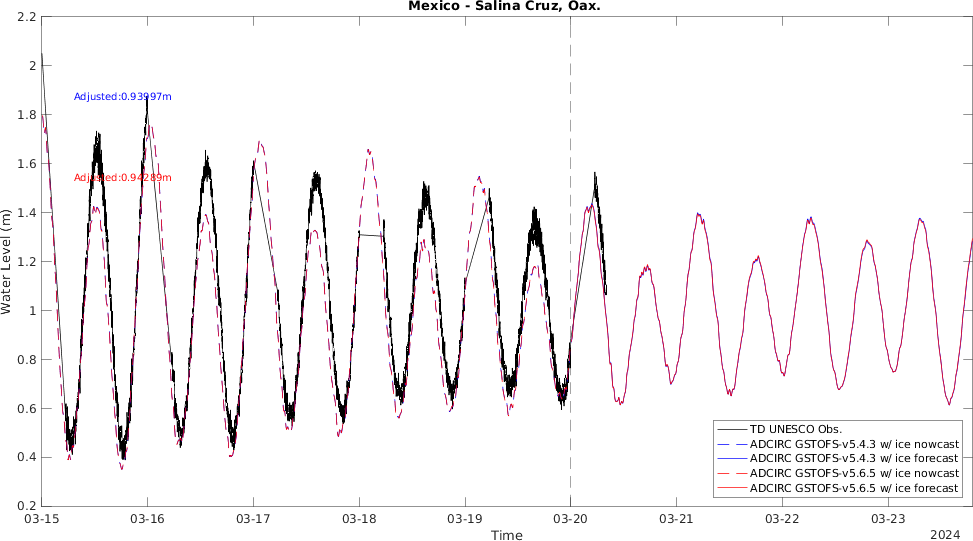 Mexico - Salina Cruz, Oax.
2.2
2
1.8
1.6
1.4
1.2
1
0.8
0.6
0.4
0.2
Water Level (m)
Adjusted:0.93997m
Adjusted:0.94289m
TD UNESCO Obs.
ADCIRC GSTOFS-v5.4.3 w/ ice nowcast
ADCIRC GSTOFS-v5.4.3 w/ ice forecast
ADCIRC GSTOFS-v5.6.5 w/ ice nowcast
ADCIRC GSTOFS-v5.6.5 w/ ice forecast
03-15 03-16 03-17 03-18 03-19 03-20 03-21 03-22 03-23
Time
2024